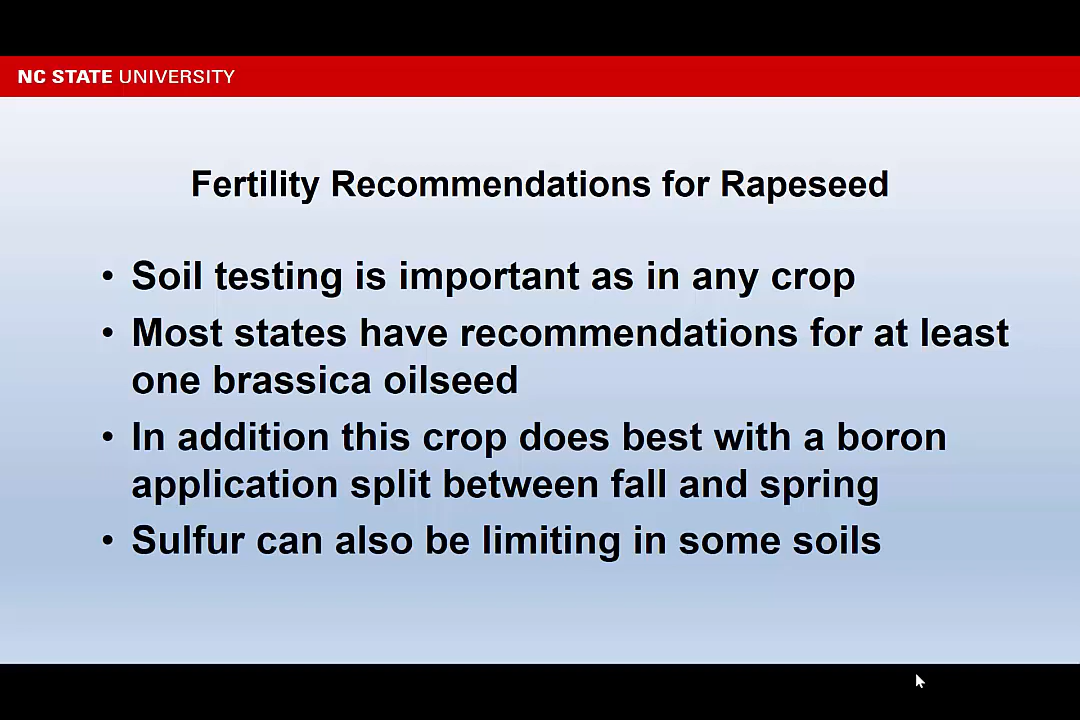 NC STATE UNIVERSITY
Fertility Recommendations for Rapeseed
• Soil testing is important as in any crop
• Most states have recommendations for at least
one brassica oilseed
• In addition this crop does best with a boron
application split between fall and spring
• Sulfur can also be limiting in some soils